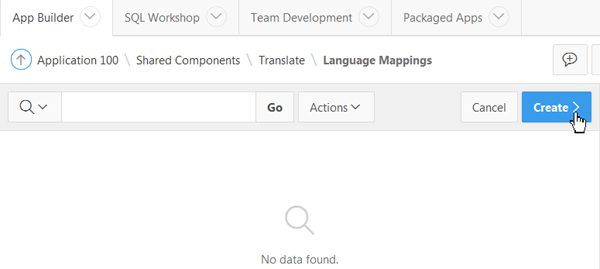 App Builder SQL Workshop Team Development Packaged Apps
Application 100 \ Shared Components \ Translate \ Language Mappings
Go Actions Cancel Create
No data found.